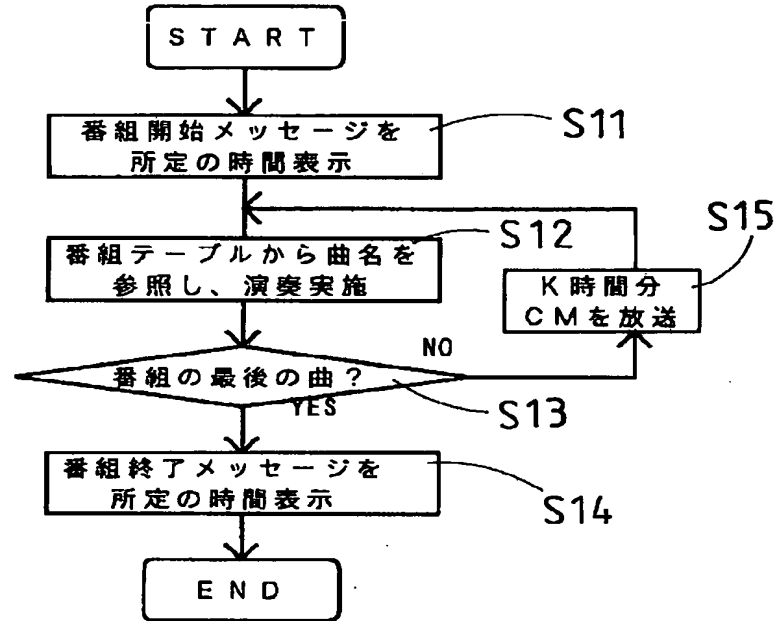 START
番組開始メッセージを
所定の時間表示
S11
番組テーブルから曲名を
参照し、演奏実施
S12
S15
K時間分
CMを放送
NO
番組の最後の曲?
YES
S13
番組終了メッセージを
所定の時間表示
S14
END